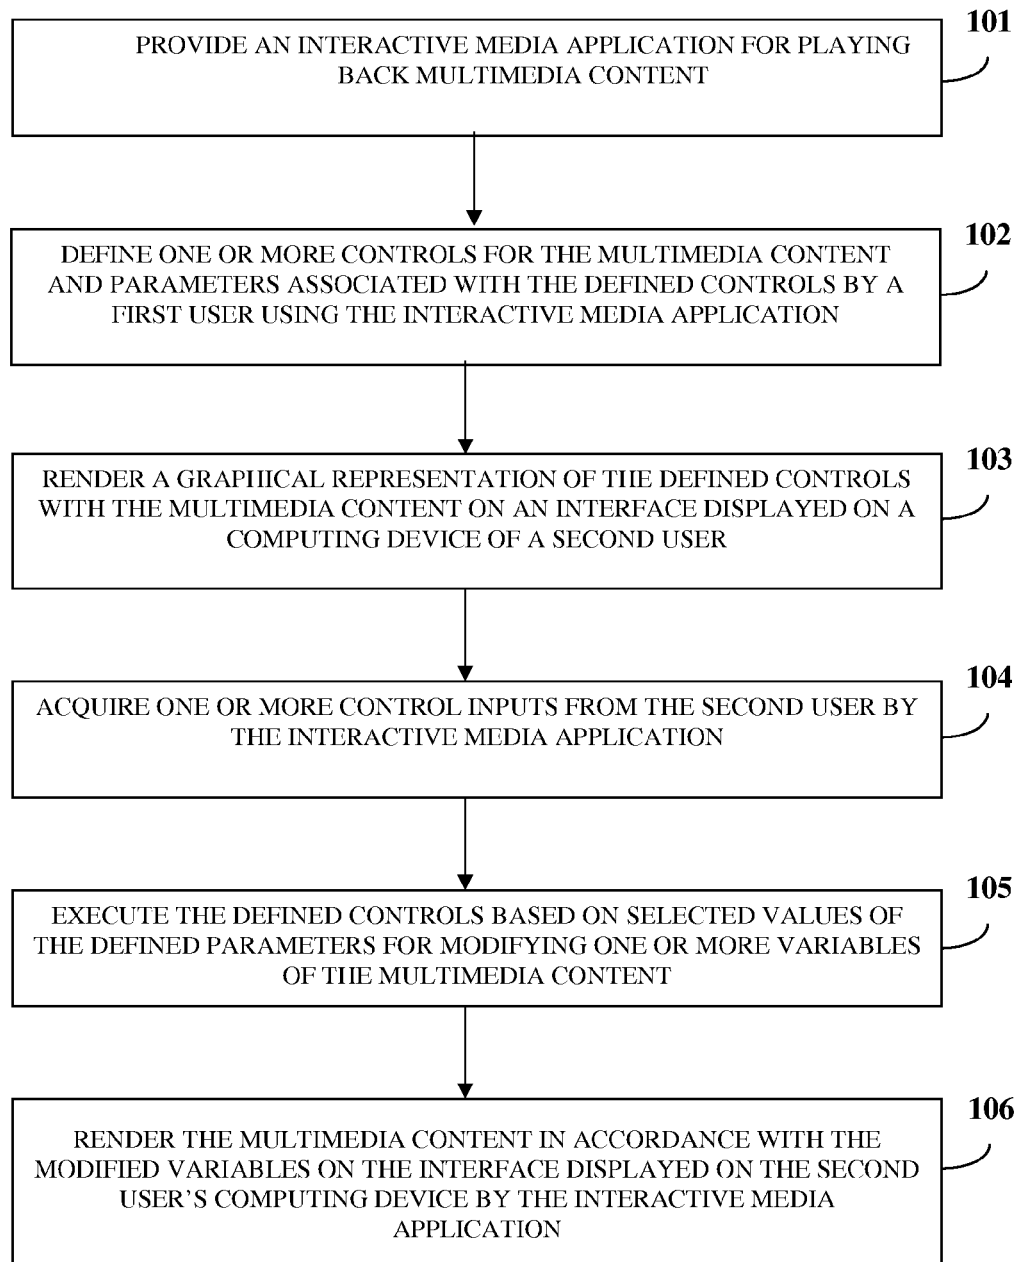 101
PROVIDE AN INTERACTIVE MEDIA APPLICATION FOR PLAYING
BACK MULTIMEDIA CONTENT
102
DEFINE ONE OR MORE CONTROLS FOR THE MULTIMEDIA CONTENT
AND PARAMETERS ASSOCIATED WITH THE DEFINED CONTROLS BY A
FIRST USER USING THE INTERACTIVE MEDIA APPLICATION
103
RENDER A GRAPHICAL REPRESENTATION OF THE DEFINED CONTROLS
WITH THE MULTIMEDIA CONTENT ON AN INTERFACE DISPLAYED ON A
COMPUTING DEVICE OF A SECOND USER
104
ACQUIRE ONE OR MORE CONTROL INPUTS FROM THE SECOND USER BY
THE INTERACTIVE MEDIA APPLICATION
105
EXECUTE THE DEFINED CONTROLS BASED ON SELECTED VALUES OF
THE DEFINED PARAMETERS FOR MODIFYING ONE OR MORE VARIABLES
OF THE MULTIMEDIA CONTENT
106
RENDER THE MULTIMEDIA CONTENT IN ACCORDANCE WITH THE
MODIFIED VARIABLES ON THE INTERFACE DISPLAYED ON THE SECOND
USER'S COMPUTING DEVICE BY THE INTERACTIVE MEDIA
APPLICATION